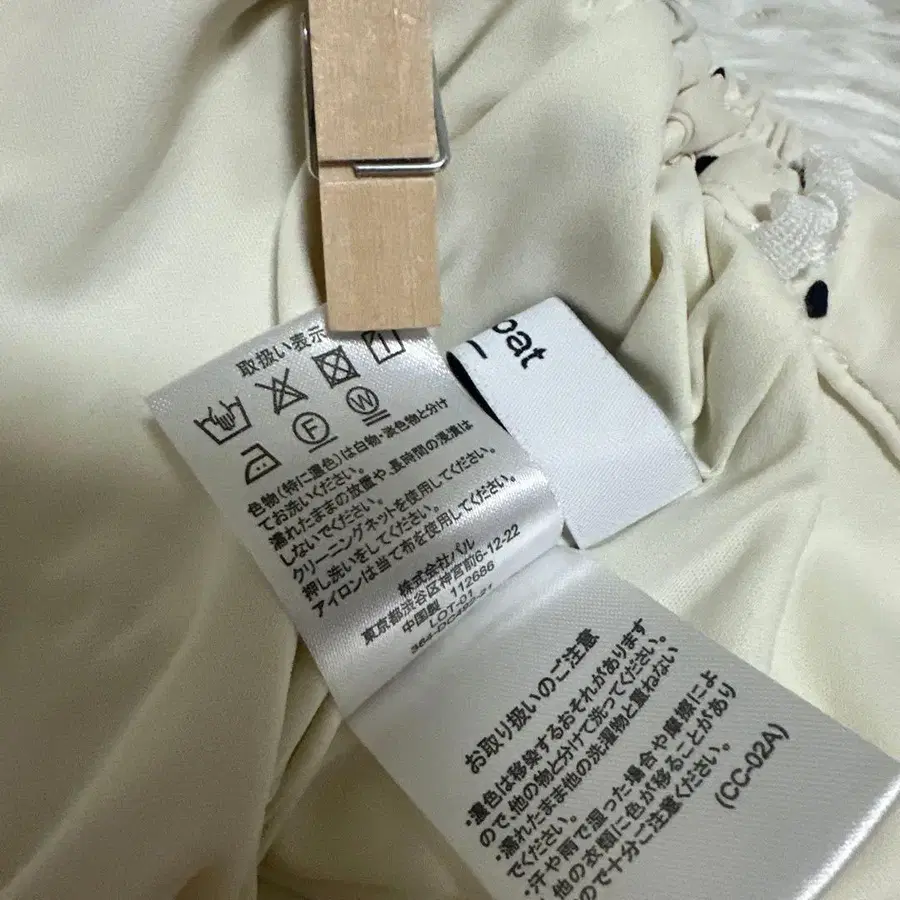 取扱い表示
1
F
W
色物(特に濃色)は白物・淡色物と分け
てお洗いください。
濡れたままの放置や、長時間の浸漬は
しないでください。
クリーニングネットを使用してください。
押し洗いをしてください。
アイロンは当て布を使用してください。
株式会社パル
東京都渋谷区神宮前6-12-22
中国製 112686
LOT-01
oat
お取り扱いのご注意
・濃色は移染するおそれがあります
ので、他の物と分けて洗ってください。
・濡れたまま他の洗濯物と重ねない
でください。
・汗や雨で湿った場合や摩擦によ
り他の衣類に色が移ることがあり
ので十分ご注意ください。
(CC-02A)